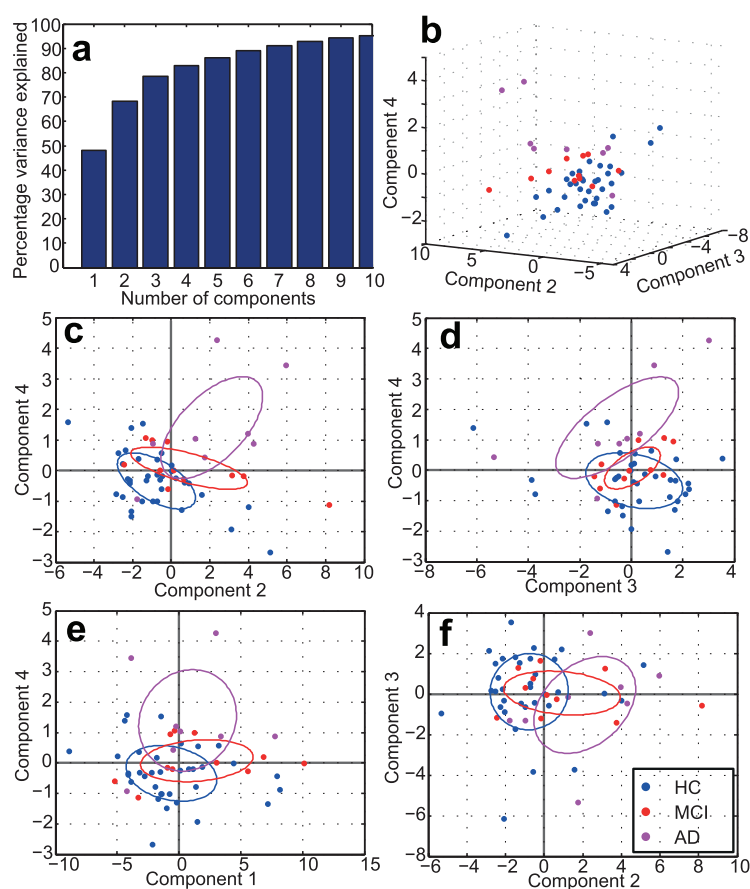 a
Percentage variance explained
100
90
80
70
60
50
40
30
20
10
0
1 2 3 4 5 6 7 8 9 10
Number of components
b
Compenent 4
4
2
0
−2
10 5 0 −5
Component 2
4 0 −4 −8
Component 3
c
Component 4
5
4
3
2
1
0
−1
−2
−3
−6 −4 −2 0 2 4 6 8 10
Component 2
d
Component 4
5
4
3
2
1
0
−1
−2
−3
−8 −6 −4 −2 0 2 4
Component 3
e
Component 4
5
4
3
2
1
0
−1
−2
−3
−10 −5 0 5 10 15
Component 1
f
Component 3
4
2
0
−2
−4
−6
−8
−6 −4 −2 0 2 4 6 8 10
Component 2
HC
MCI
AD